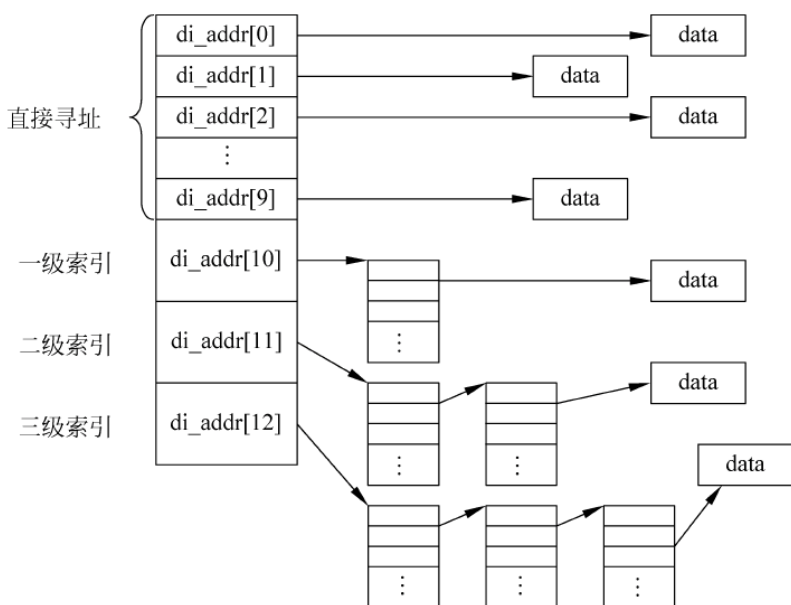 di_addr[0]
data
di_addr[1]
data
直接寻址
di_addr[2]
data
⋮
di_addr[9]
data
一级索引
di_addr[10]
data
⋮
二级索引
di_addr[11]
data
⋮
⋮
三级索引
di_addr[12]
data
⋮
⋮
⋮